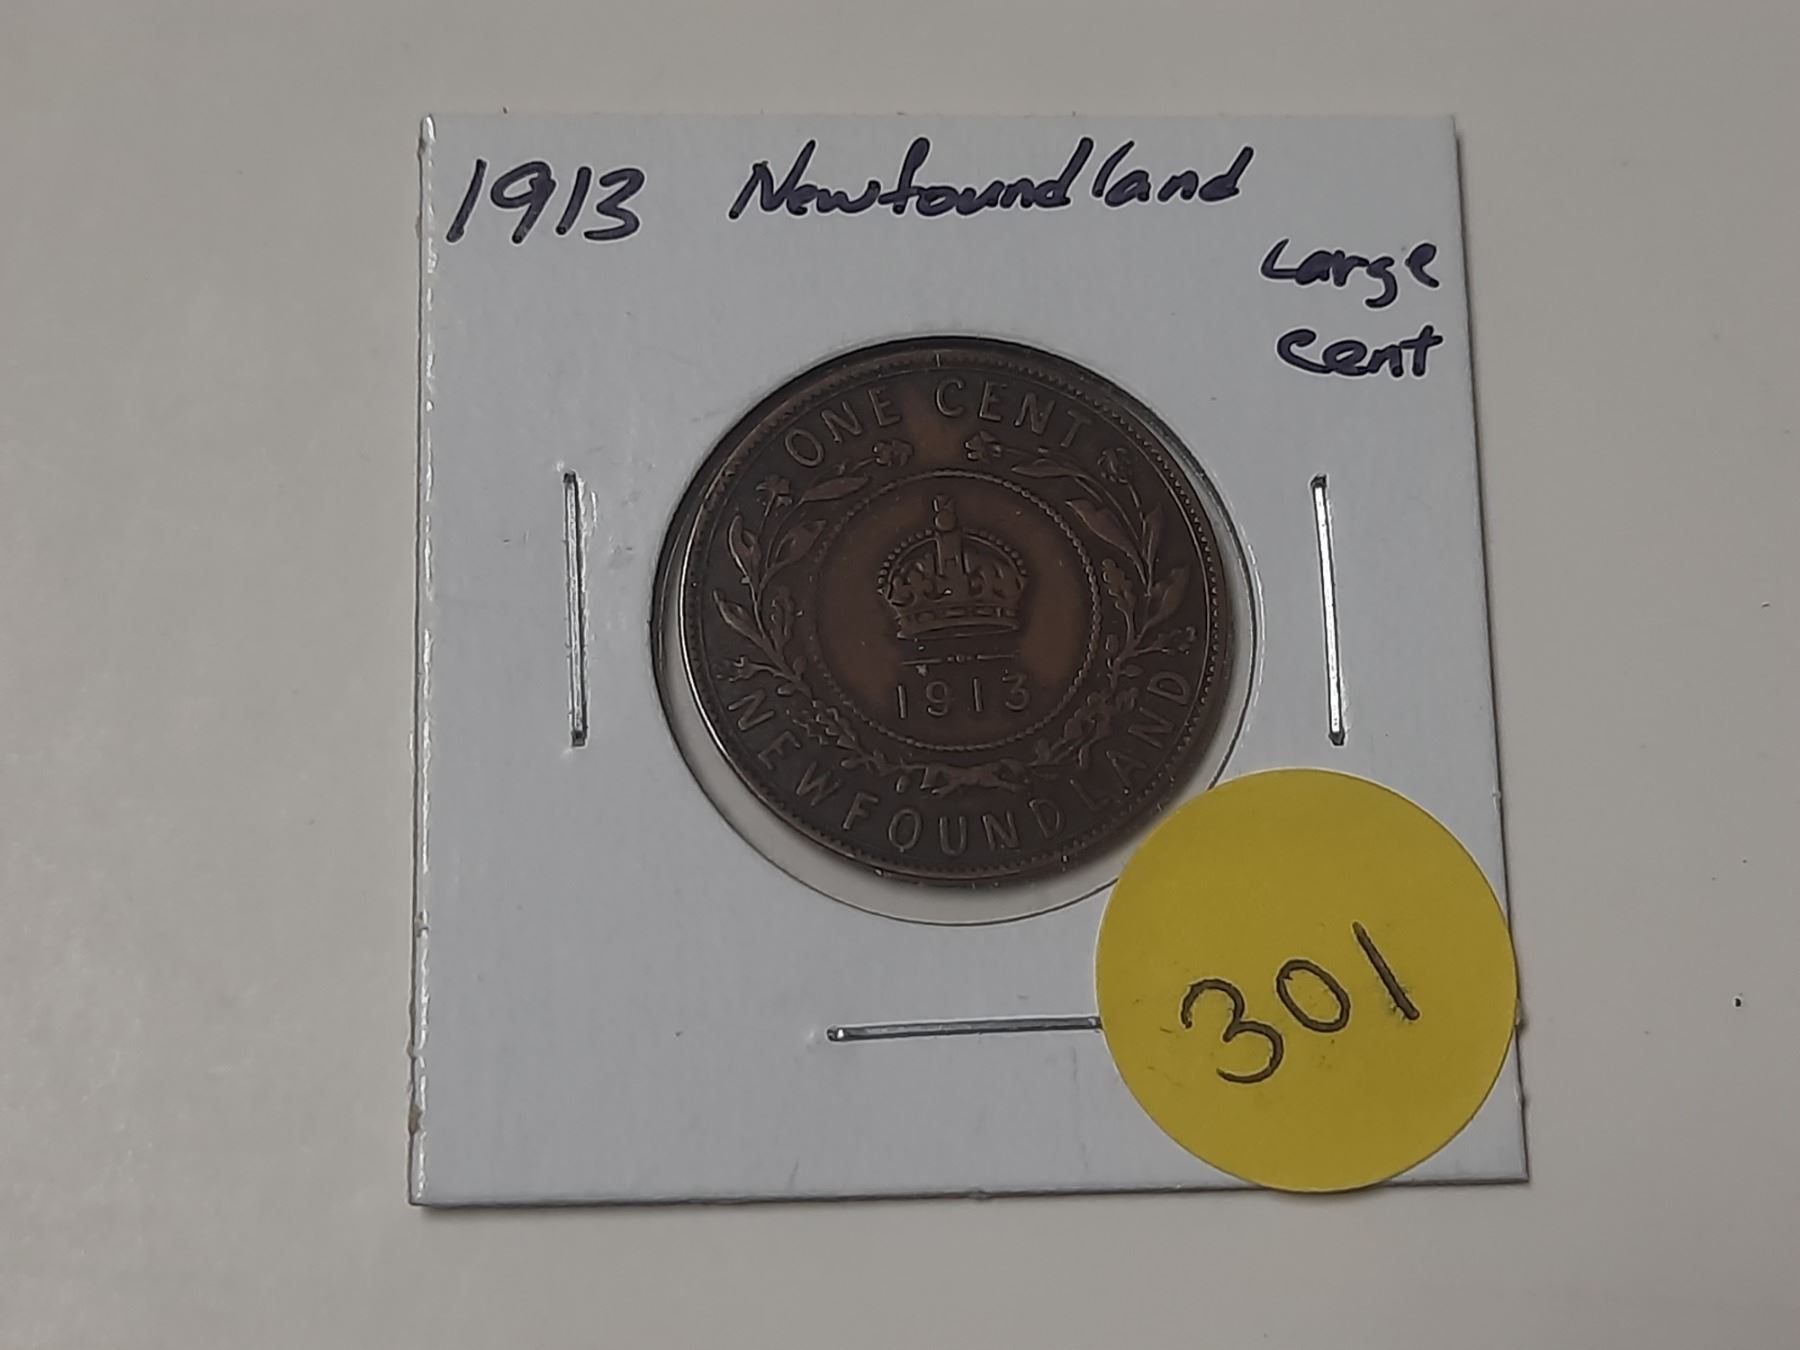 1913 Newfoundland
Large
cent
ONE CENT
1913
NEWFOUNDLAND
301